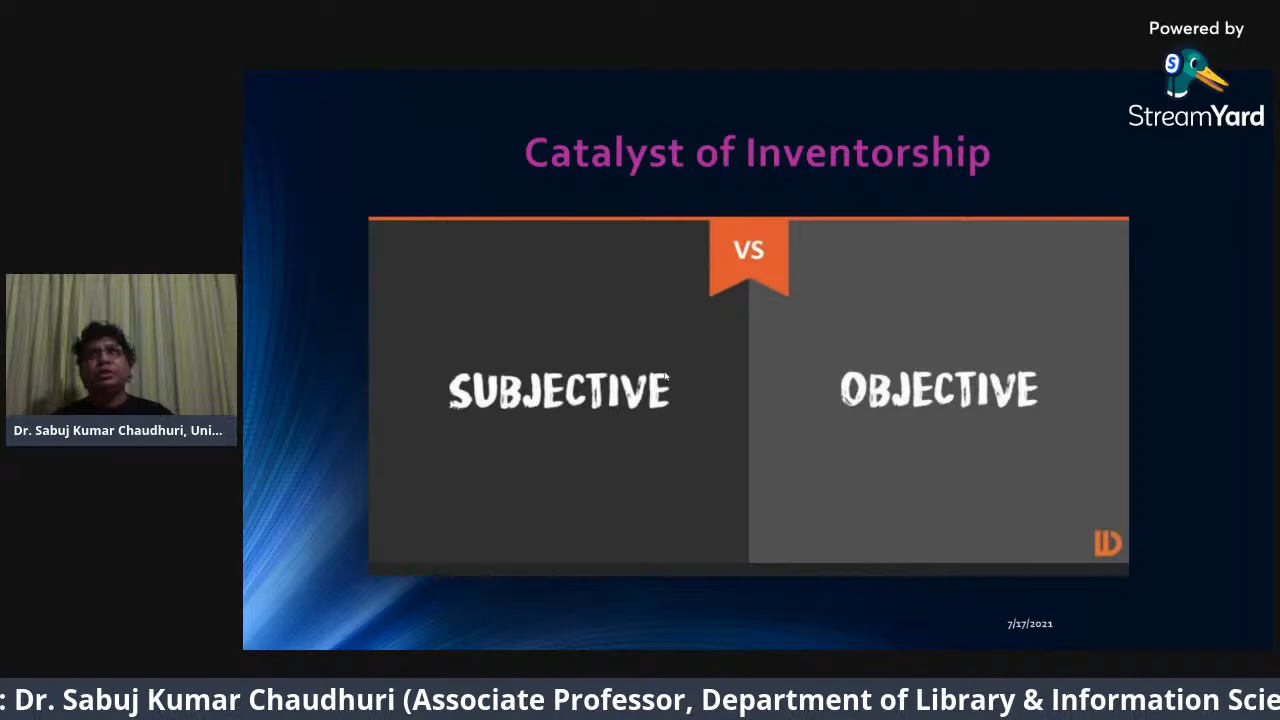 Powered by
S
StreamYard
Catalyst of Inventorship
VS
SUBJECTIVE
OBJECTIVE
7/17/2021
Dr. Sabuj Kumar Chaudhuri, Uni...
: Dr. Sabuj Kumar Chaudhuri (Associate Professor, Department of Library & Information Scie